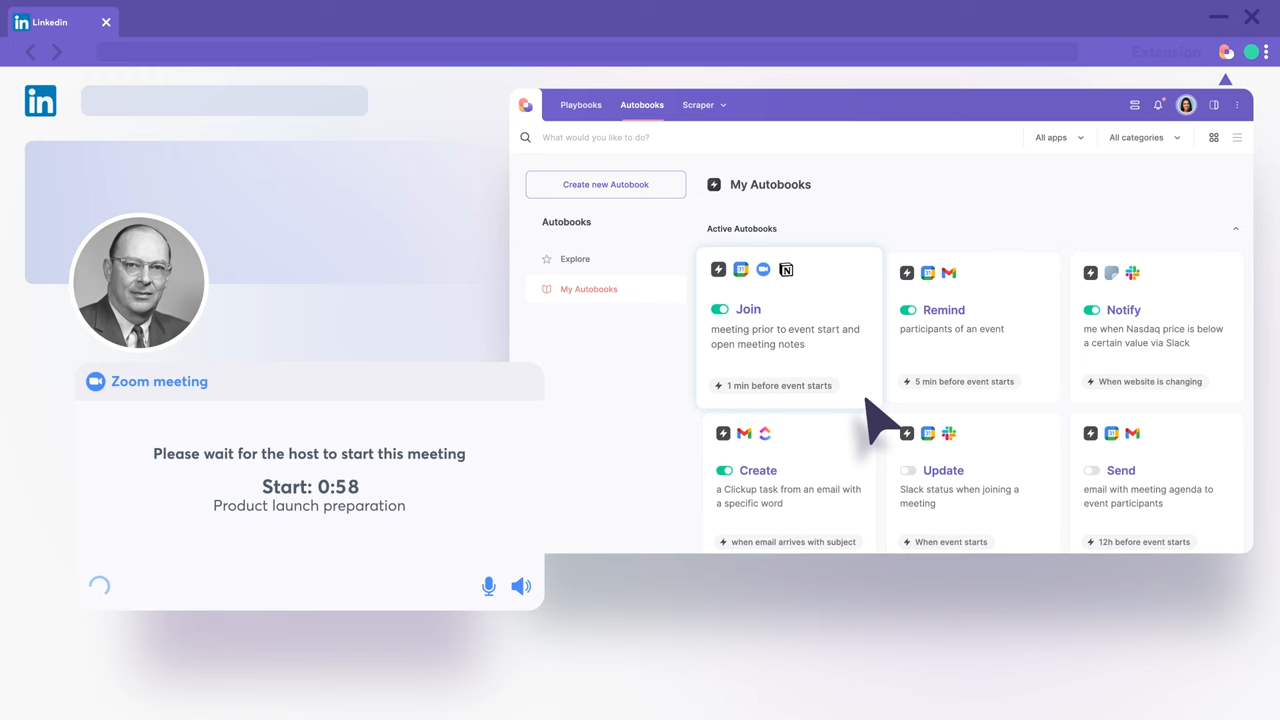 Linkedin
Extension
in
Playbooks
Autobooks
Scraper
What would you like to do?
All apps
All categories
Create new Autobook
My Autobooks
Autobooks
Active Autobooks
Explore
My Autobooks
Join
meeting prior to event start and
open meeting notes
1 min before event starts
Remind
participants of an event
5 min before event starts
Notify
me when Nasdaq price is below
a certain value via Slack
When website is changing
Create
a Clickup task from an email with
a specific word
when email arrives with subject
Update
Slack status when joining a
meeting
When event starts
Send
email with meeting agenda to
event participants
12h before event starts
Zoom meeting
Please wait for the host to start this meeting
Start: 0:58
Product launch preparation